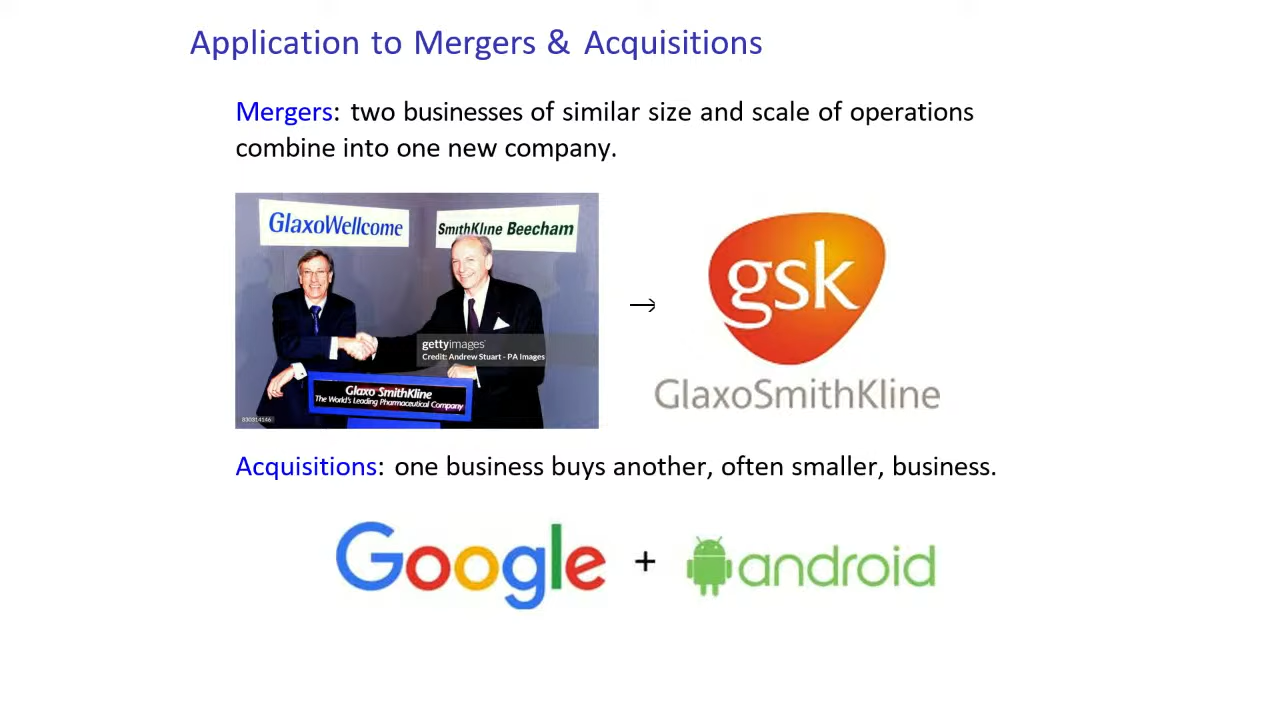 Application to Mergers & Acquisitions
Mergers: two businesses of similar size and scale of operations
combine into one new company.
GlaxoWellcome
SmithKline Beecham
gettyimages
Credit: Andrew Stuart - PA Images
Glaxo SmithKline
The World's Leading Pharmaceutical Company
830314146
→
gsk
GlaxoSmithKline
Acquisitions: one business buys another, often smaller, business.
Google + android